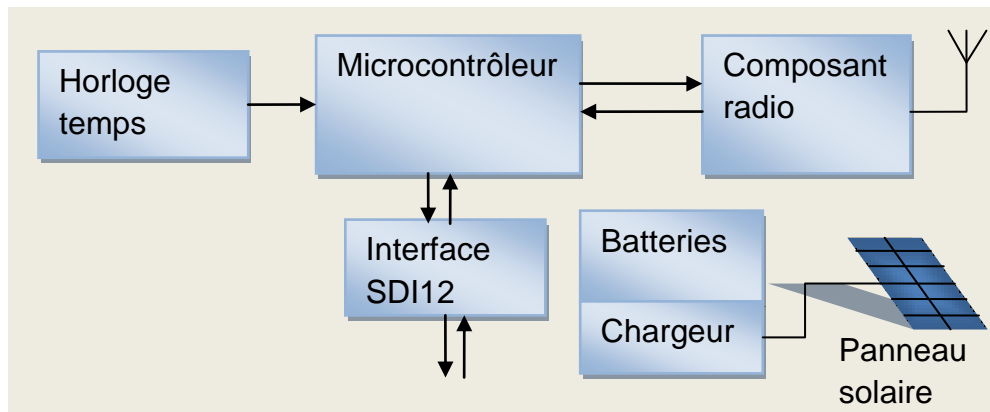 Horloge
temps
Microcontrôleur
Composant
radio
Interface
SDI12
Batteries
Chargeur
Panneau
solaire